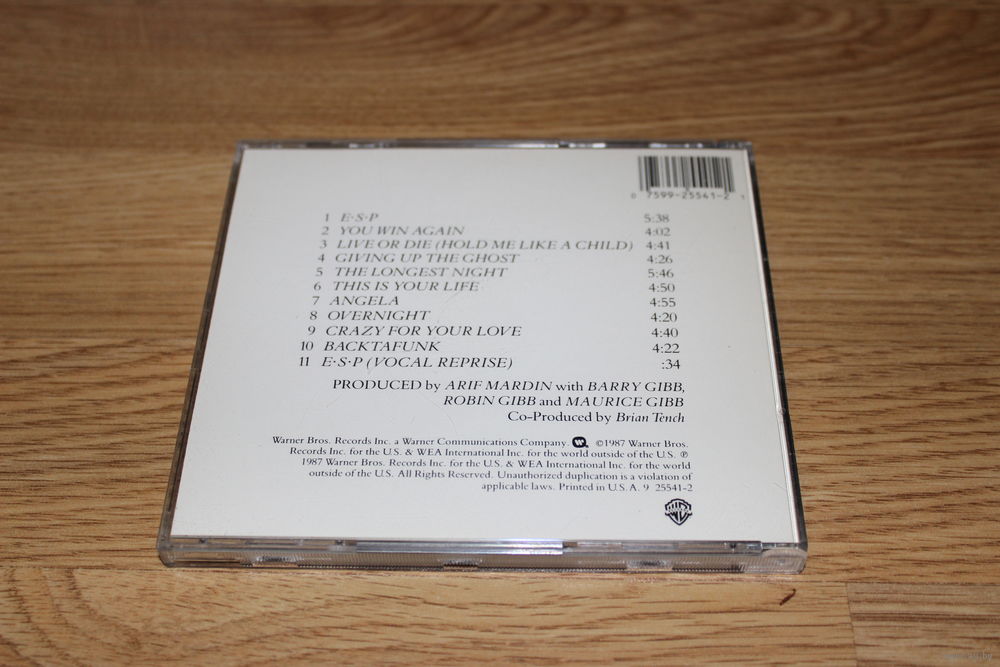 0 7599-25541-2 1
1 E·S·P 5:38
2 YOU WIN AGAIN 4:02
3 LIVE OR DIE (HOLD ME LIKE A CHILD) 4:41
4 GIVING UP THE GHOST 4:26
5 THE LONGEST NIGHT 5:46
6 THIS IS YOUR LIFE 4:50
7 ANGELA 4:55
8 OVERNIGHT 4:20
9 CRAZY FOR YOUR LOVE 4:40
10 BACKTAFUNK 4:22
11 E·S·P (VOCAL REPRISE) :34
PRODUCED by ARIF MARDIN with BARRY GIBB,
ROBIN GIBB and MAURICE GIBB
Co-Produced by Brian Tench
Warner Bros. Records Inc. a Warner Communications Company ©1987 Warner Bros.
Records Inc. for the U.S. & WEA International Inc. for the world outside of the U.S. ℗
1987 Warner Bros. Records Inc. for the U.S. & WEA International Inc. for the world
outside of the U.S. All Rights Reserved. Unauthorized duplication is a violation of
applicable laws. Printed in U.S.A. 9 25541-2